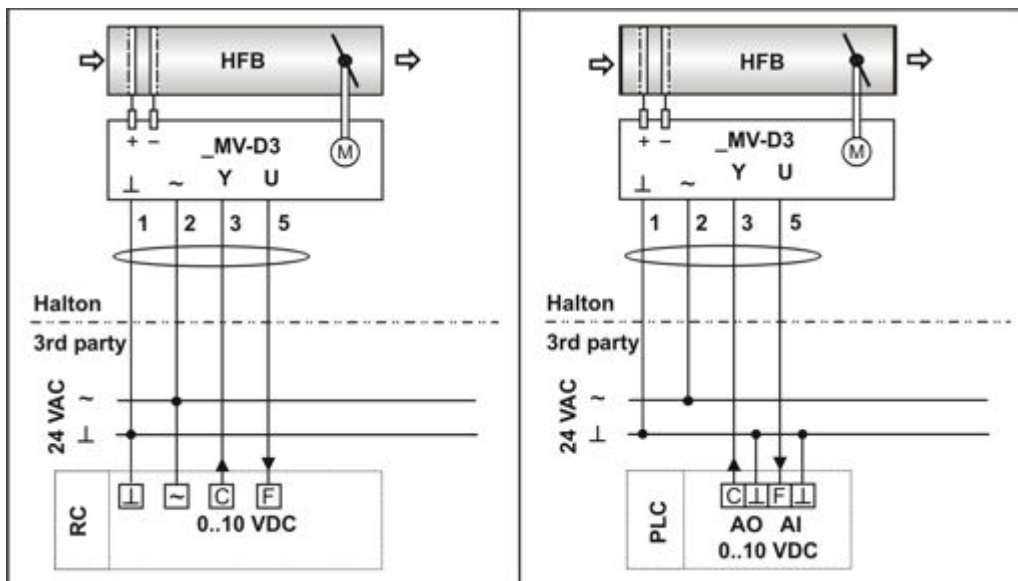 HFB
+ −
_MV-D3
M
⊥ ~ Y U
1 2 3 5
Halton
3rd party
24 VAC
~
⊥
RC
⊥ ~ C F
0..10 VDC
HFB
+ −
_MV-D3
M
⊥ ~ Y U
1 2 3 5
Halton
3rd party
24 VAC
~
⊥
PLC
C ⊥ F ⊥
AO AI
0..10 VDC